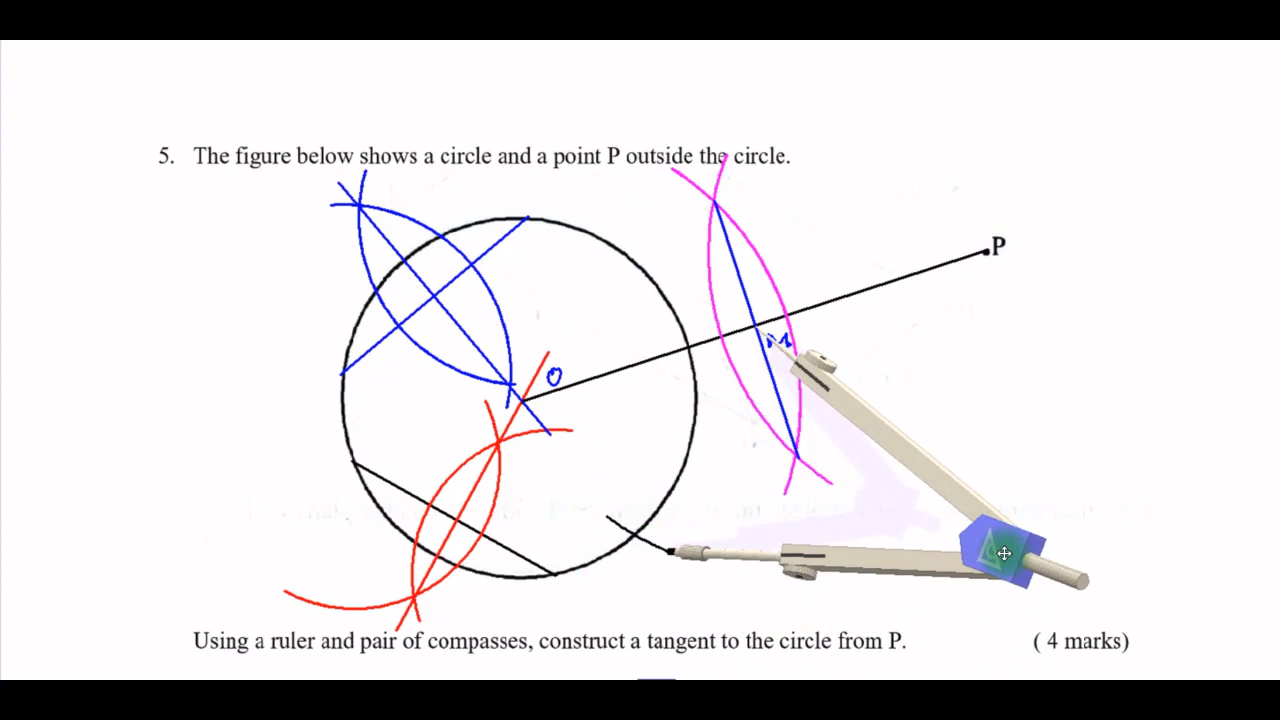 5. The figure below shows a circle and a point P outside the circle.
P
O
M
Using a ruler and pair of compasses, construct a tangent to the circle from P. ( 4 marks)